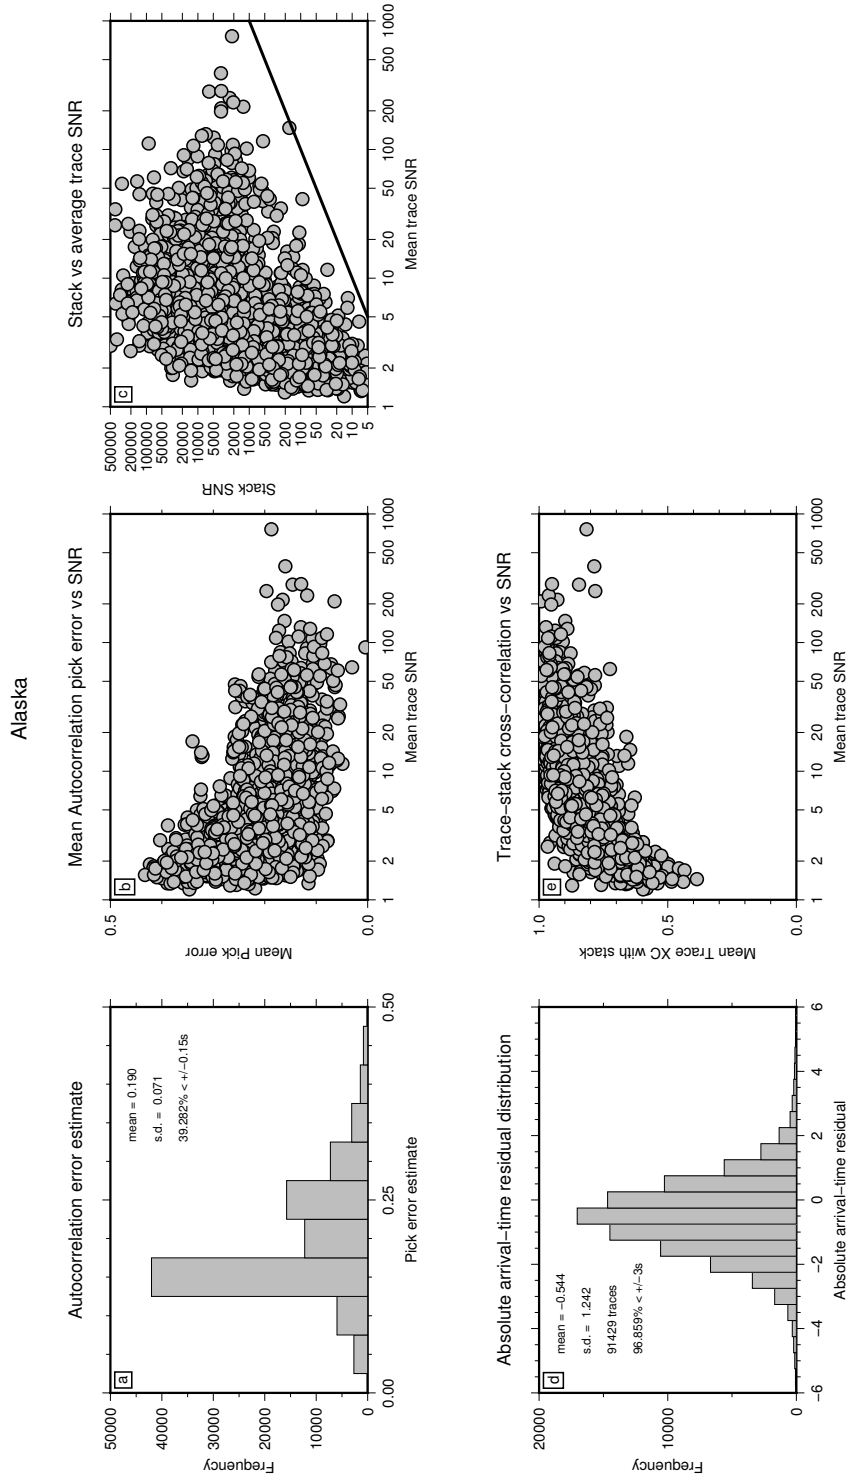 Alaska
Autocorrelation error estimate
a
mean = 0.190
s.d. = 0.071
39.282% < +/−0.15s
50000
40000
30000
20000
10000
0
Frequency
0.00
0.25
0.50
Pick error estimate
Mean Autocorrelation pick error vs SNR
b
0.5
0.0
Mean Pick error
1
2
5
10
20
50
100
200
500
1000
Mean trace SNR
Stack vs average trace SNR
c
500000
200000
100000
50000
20000
10000
5000
2000
1000
500
200
100
50
20
10
5
Stack SNR
1
2
5
10
20
50
100
200
500
1000
Mean trace SNR
Absolute arrival−time residual distribution
d
mean = −0.544
s.d. = 1.242
91429 traces
96.859% < +/−3s
20000
10000
0
Frequency
−6
−4
−2
0
2
4
6
Absolute arrival−time residual
Trace−stack cross−correlation vs SNR
e
1.0
0.5
0.0
Mean Trace XC with stack
1
2
5
10
20
50
100
200
500
1000
Mean trace SNR